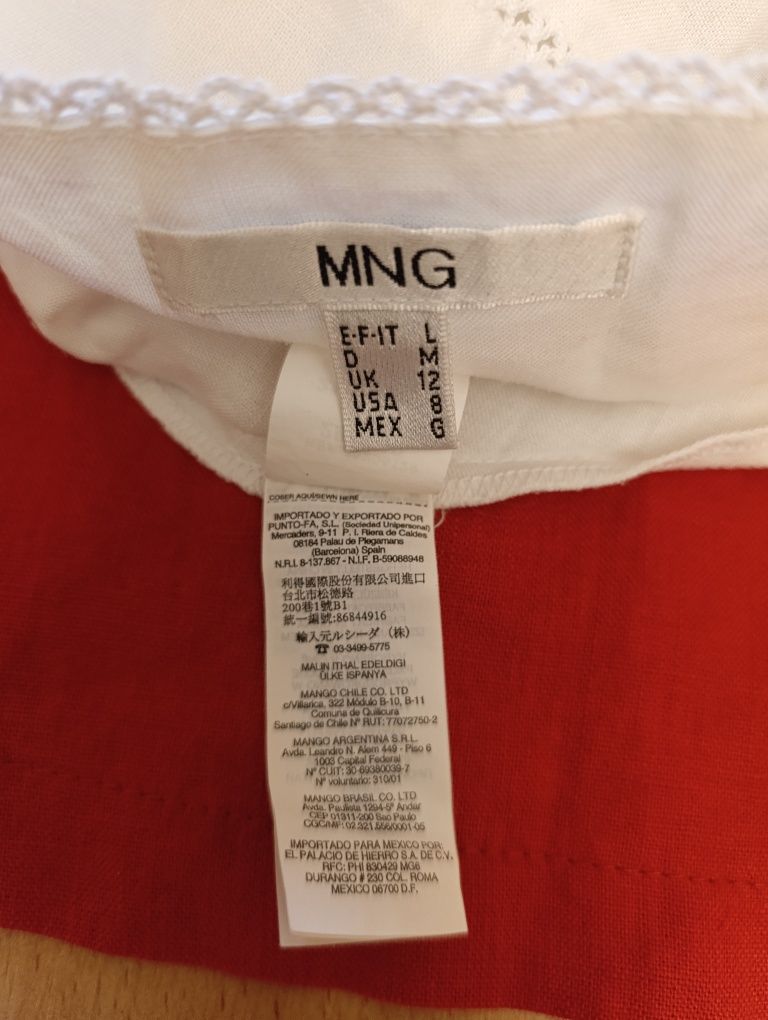 MNG
E-F-IT L
D M
UK 12
USA 8
MEX G
COSER AQUI/SEWN HERE
IMPORTADO Y EXPORTADO POR
PUNTO-FA, S.L. (Sociedad Unipersonal)
Mercaders, 9-11 P. I. Riera de Caldes
08184 Palau de Plegamans
(Barcelona) Spain
N.R.I. 8-137.867 - N.I.F. B-59088948
利得國際股份有限公司進口
台北市松德路
200巷1號B1
統一編號:86844916
輸入元ルシーダ (株)
☎ 03-3499-5775
MALIN ITHAL EDELDIGI
ÜLKE ISPANYA
MANGO CHILE CO. LTD
c/Villarica, 322 Módulo B-10, B-11
Comuna de Quilicura
Santiago de Chile Nº RUT: 77072750-2
MANGO ARGENTINA S.R.L.
Avda. Leandro N. Alem 449 - Piso 6
1003 Capital Federal
Nº CUIT: 30-69380039-7
Nº voluntario: 310/01
MANGO BRASIL CO. LTD
Avda. Paulista 1294-5º Andar
CEP 01311-200 Sao Paulo
CGC/MF: 02.321.556/0001-05
IMPORTADO PARA MEXICO POR:
EL PALACIO DE HIERRO S.A. DE C.V.
RFC: PHI 830429 MG6
DURANGO # 230 COL. ROMA
MEXICO 06700 D.F.